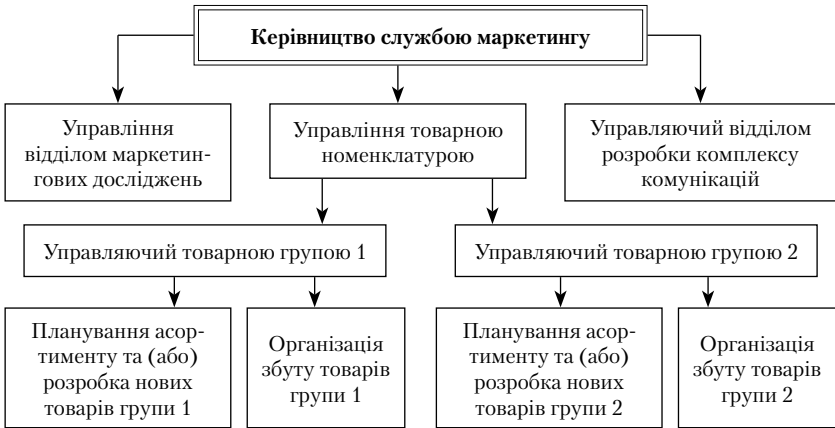 Керівництво службою маркетингу
Управління
відділом маркетин-
гових досліджень
Управління товарною
номенклатурою
Управляючий відділом
розробки комплексу
комунікацій
Управляючий товарною групою 1
Управляючий товарною групою 2
Планування асор-
тименту та (або)
розробка нових
товарів групи 1
Організація
збуту товарів
групи 1
Планування асор-
тименту та (або)
розробка нових
товарів групи 2
Організація
збуту товарів
групи 2